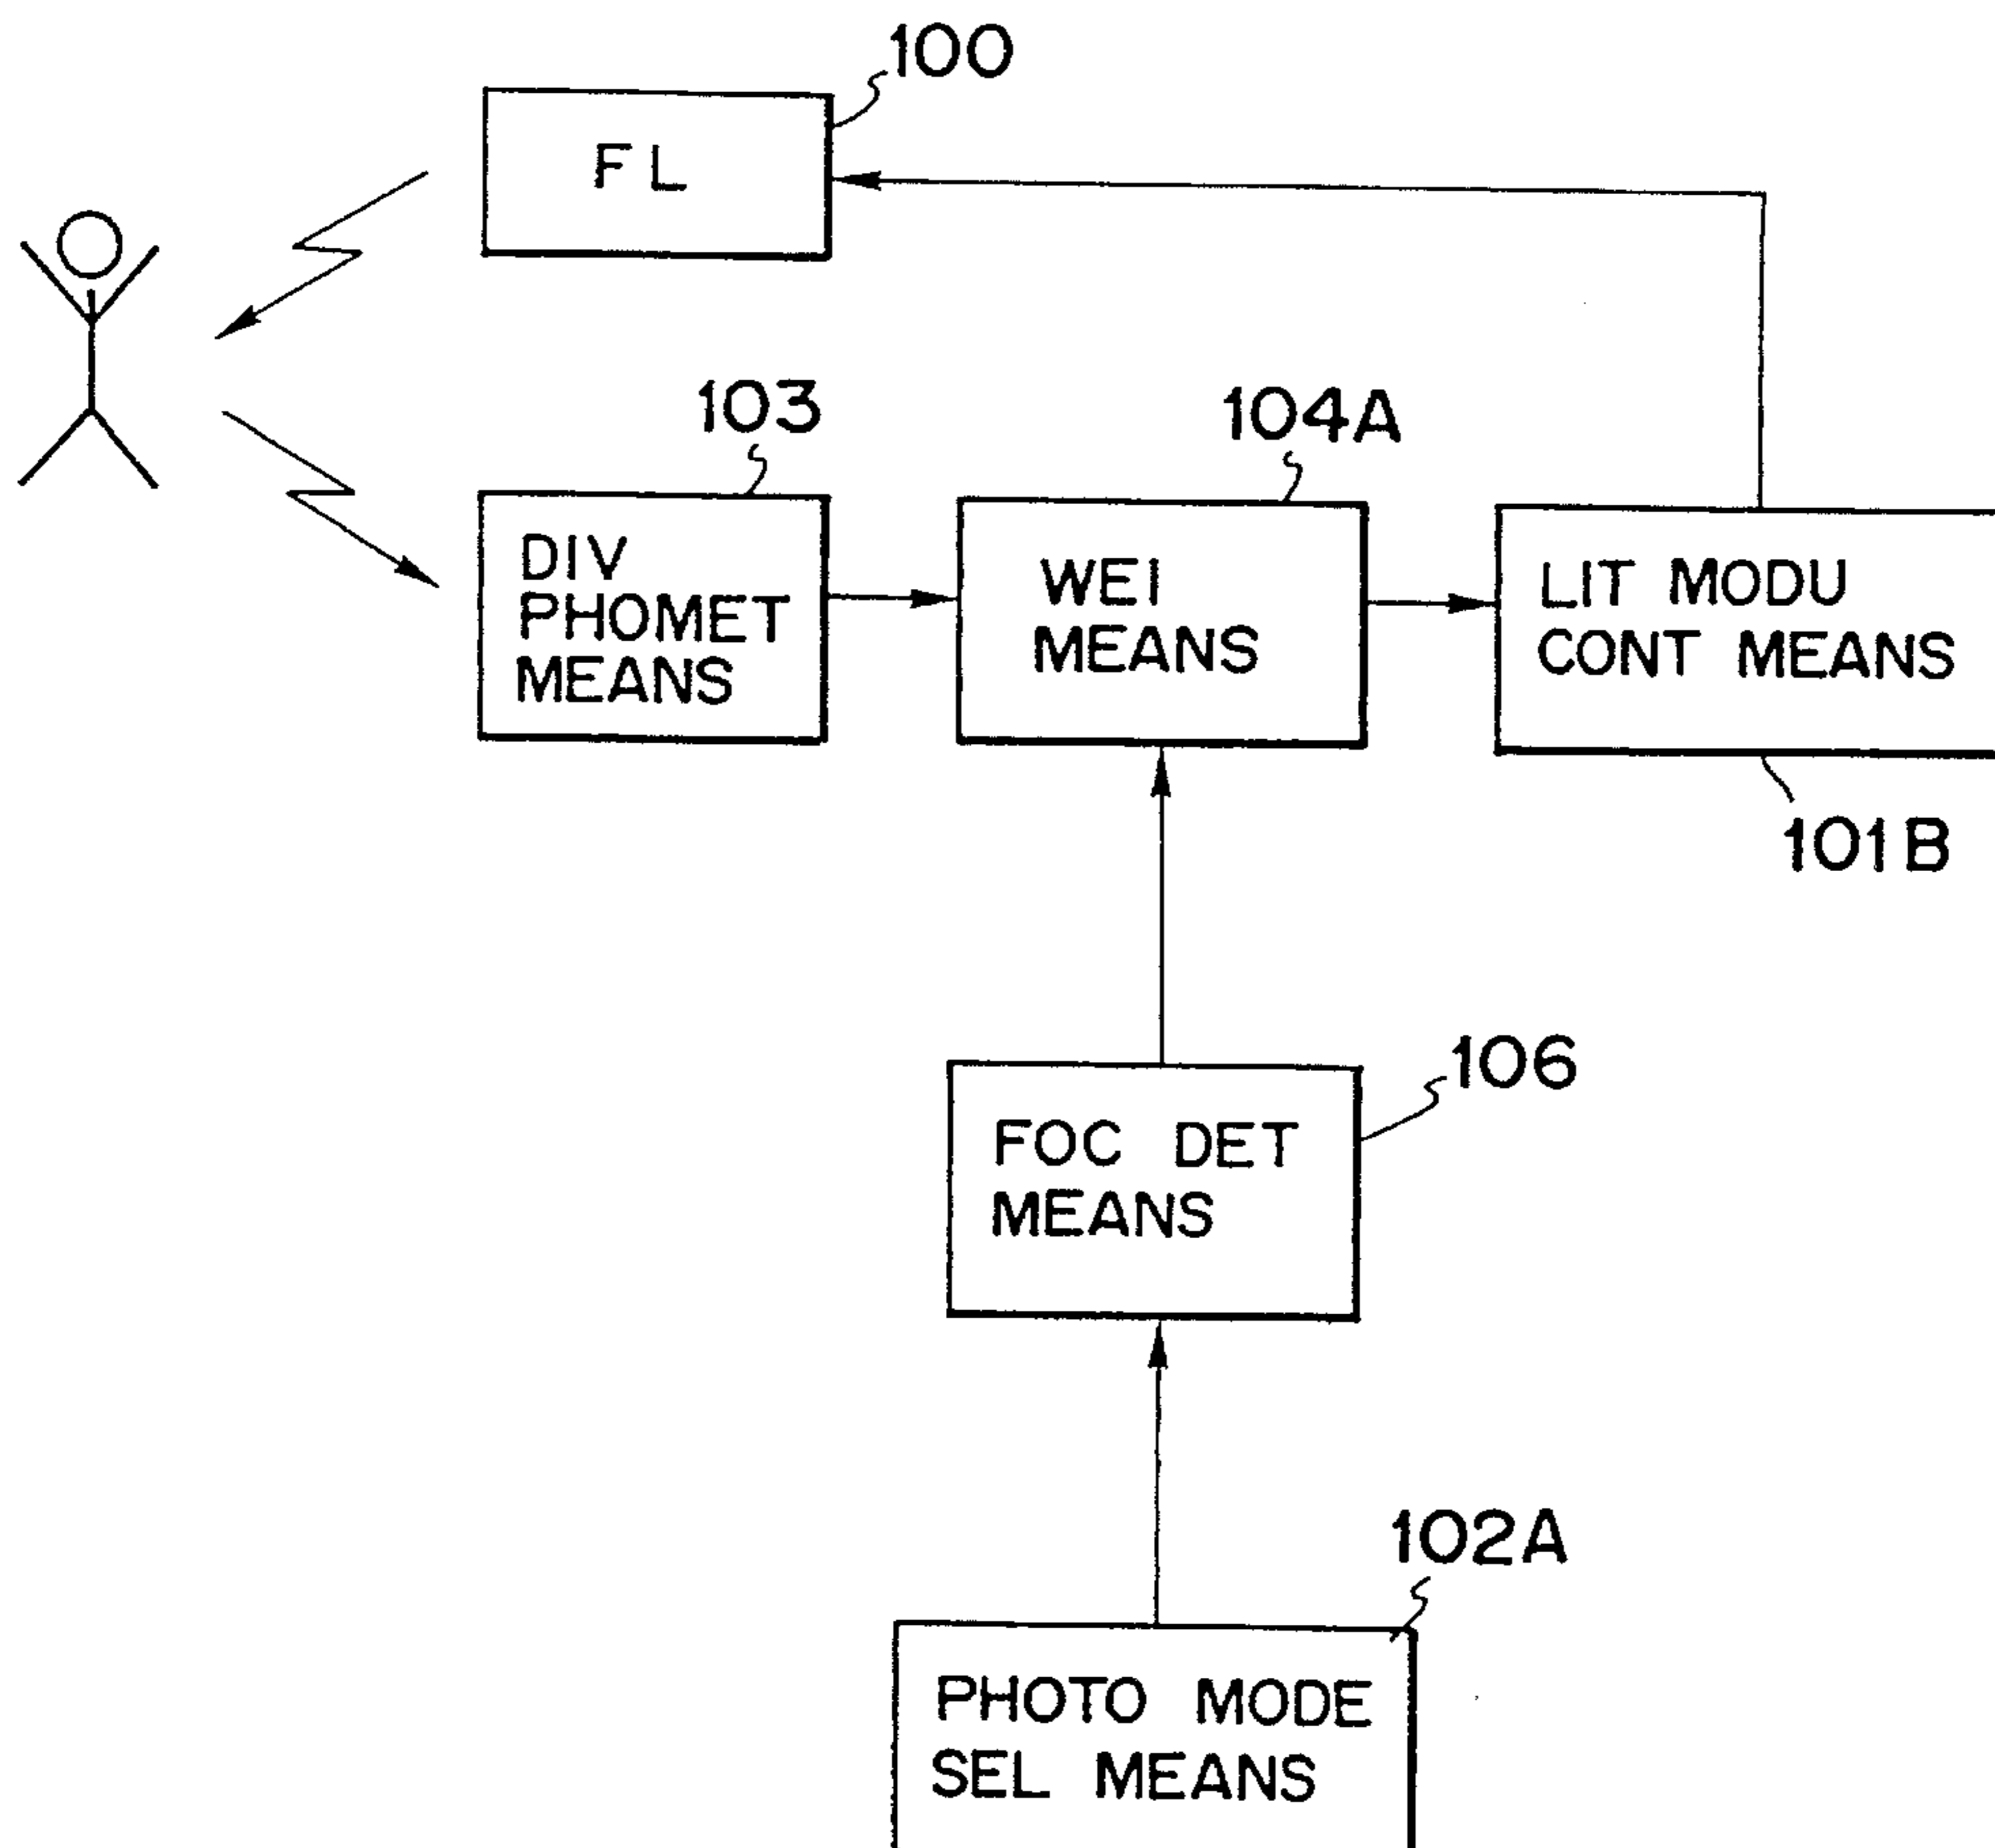 100
FL
103
104A
DIV
PHOMET
MEANS
WEI
MEANS
LIT MODU
CONT MEANS
101B
106
FOC DET
MEANS
102A
PHOTO MODE
SEL MEANS